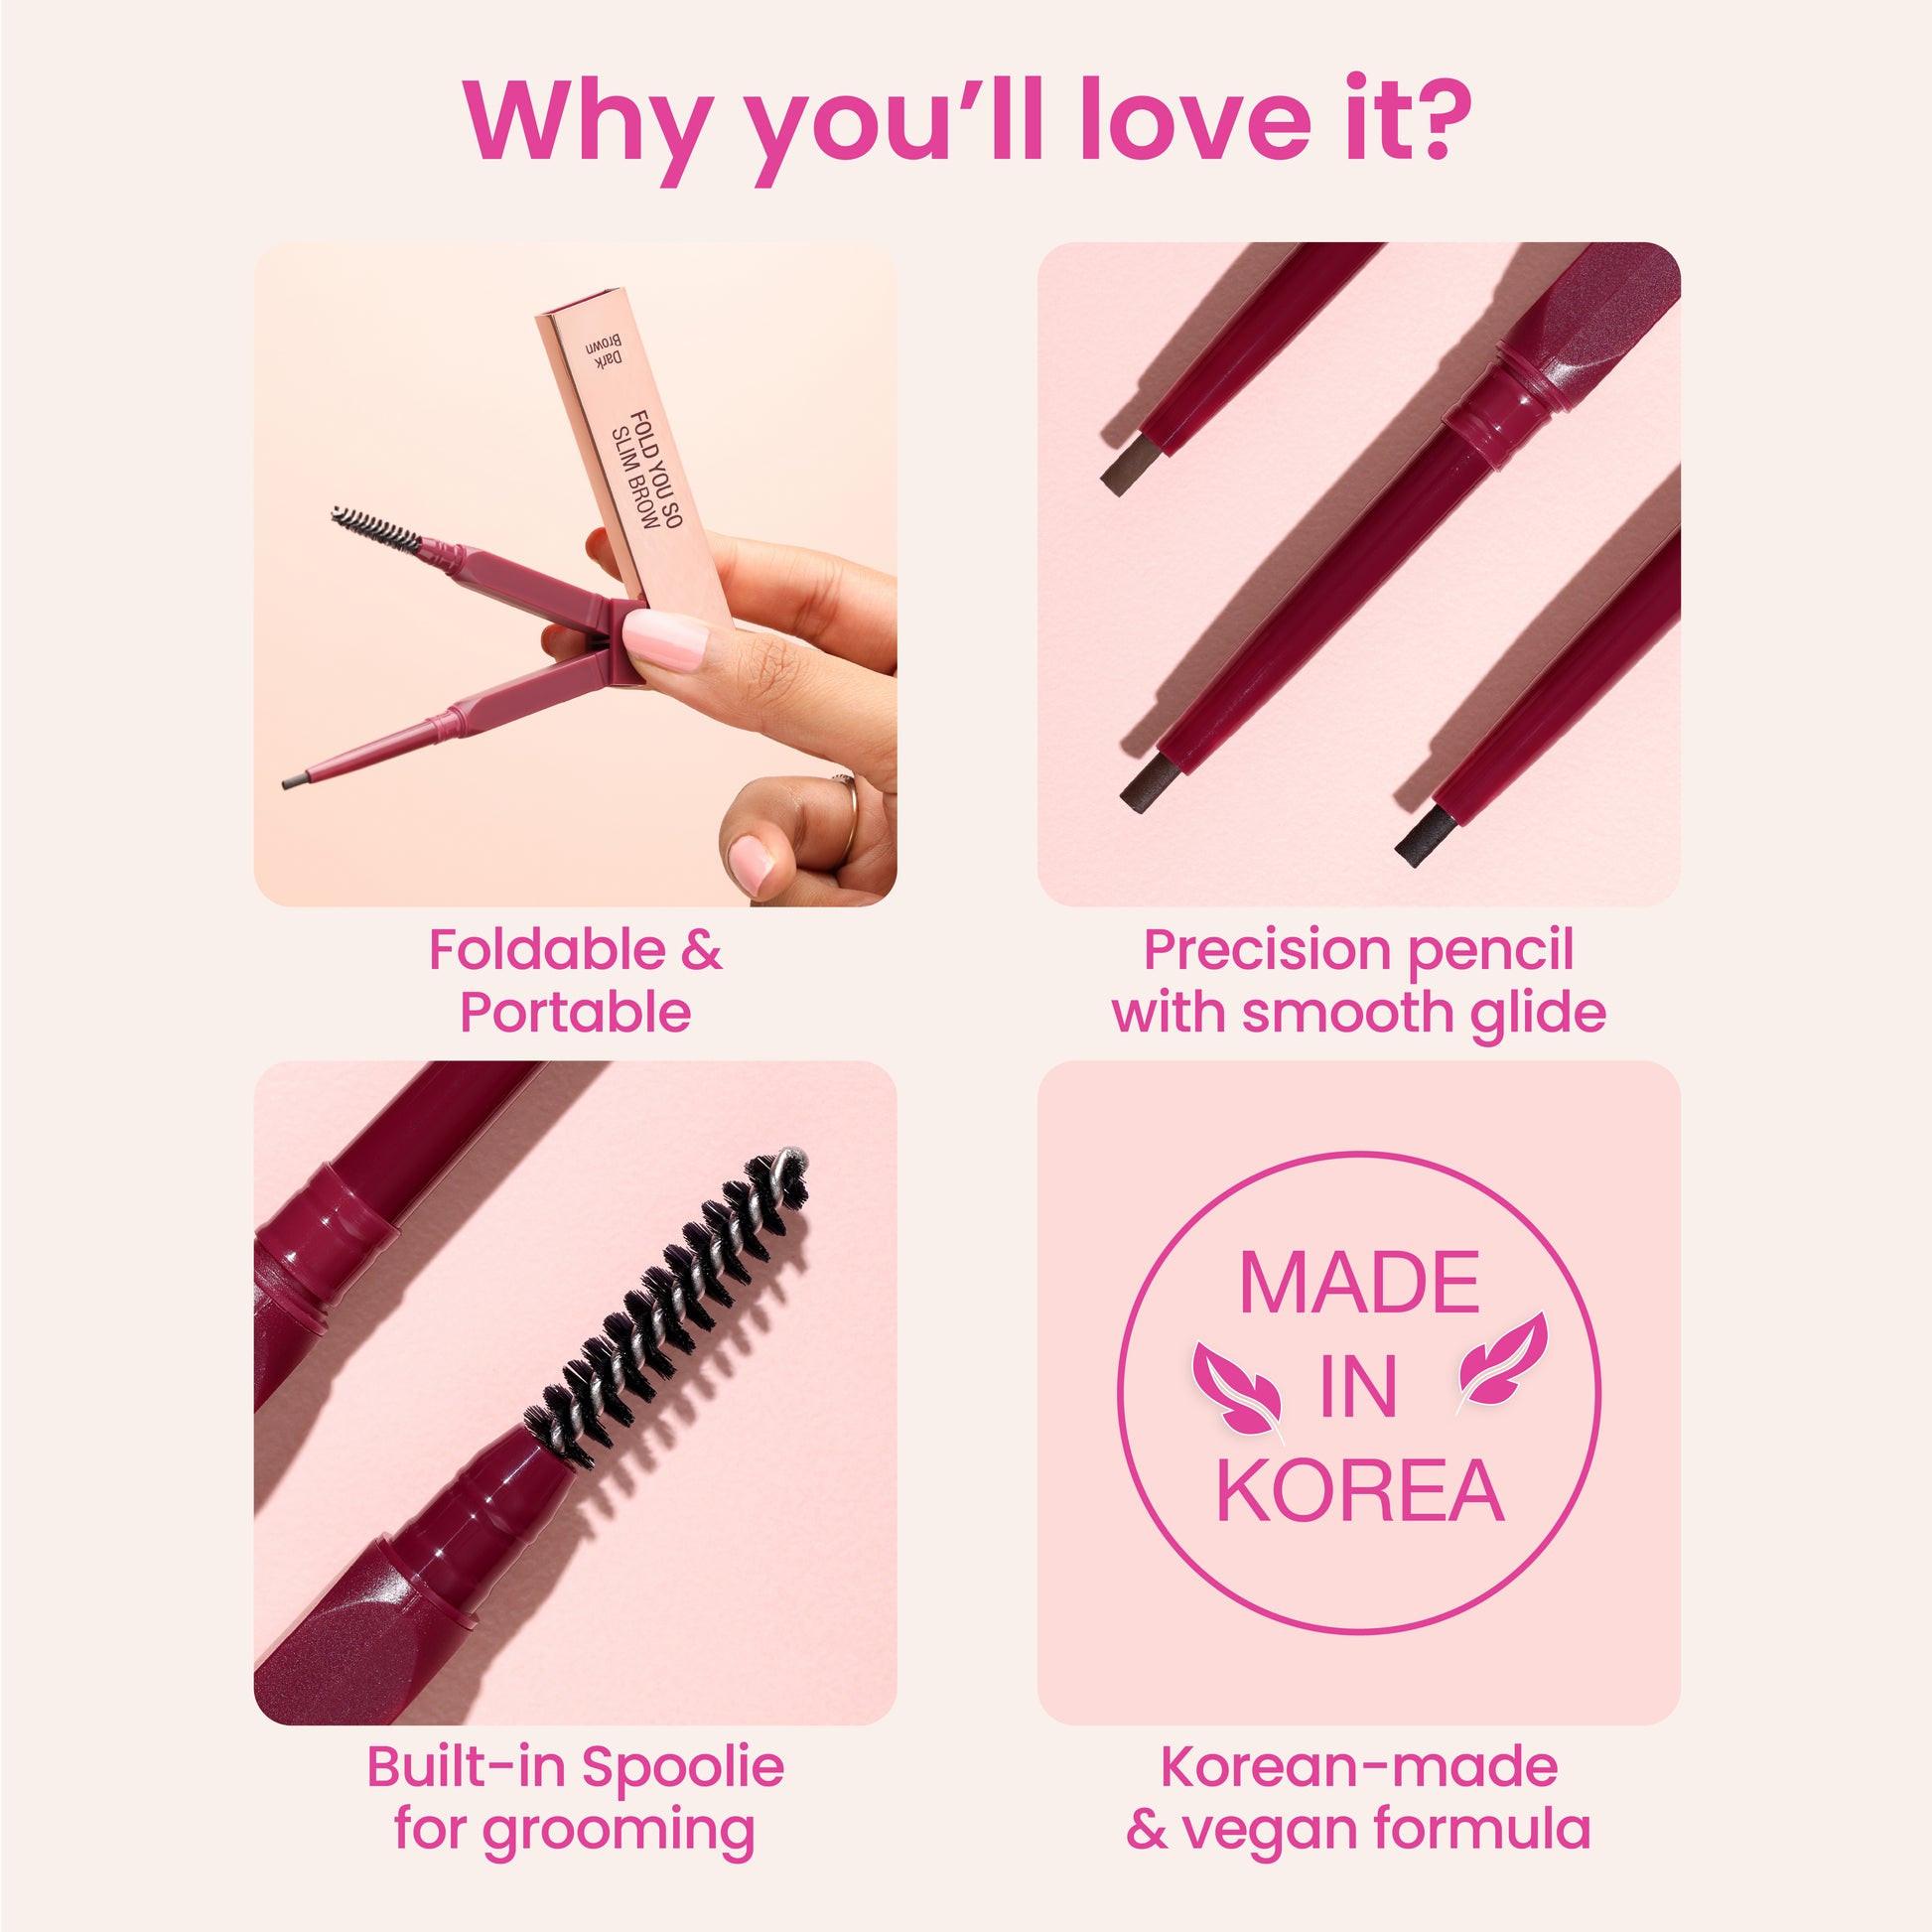 Why you’ll love it?
Dark
Brown
FOLD YOU SO
SLIM BROW
Foldable &
Portable
Precision pencil
with smooth glide
MADE
IN
KOREA
Built-in Spoolie
for grooming
Korean-made
& vegan formula